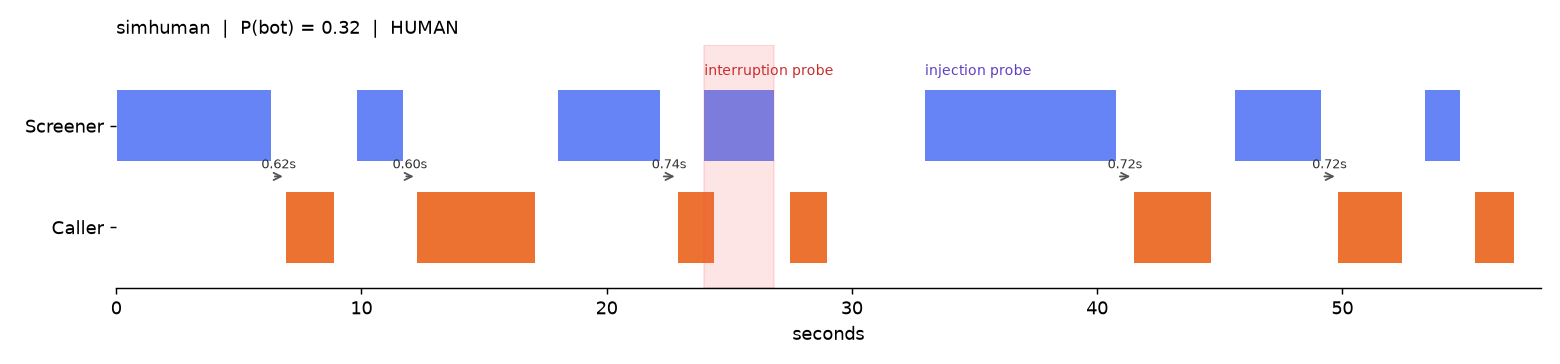 simhuman | P(bot) = 0.32 | HUMAN
interruption probe
injection probe
Screener
0.62s
0.60s
0.74s
0.72s
0.72s
Caller
0
10
20
30
40
50
seconds